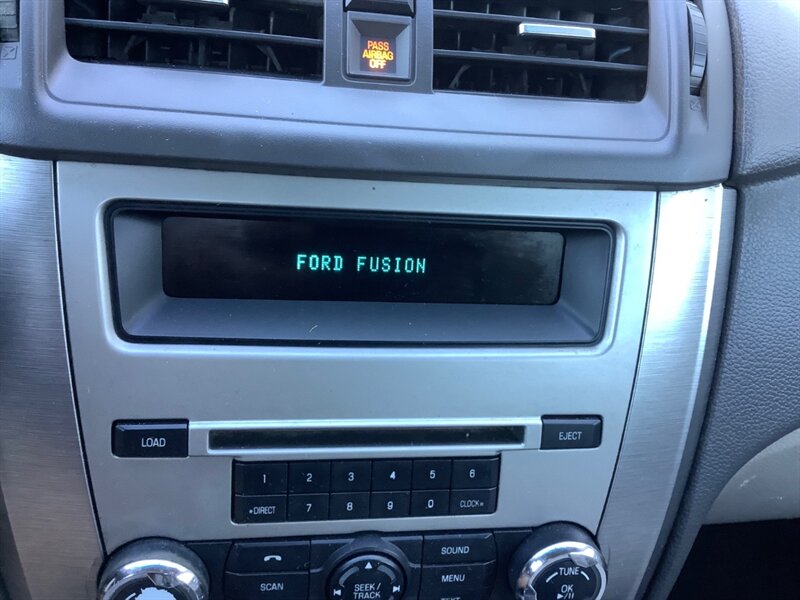 PASS
AIRBAG
OFF
FORD FUSION
LOAD
EJECT
1 2 3 4 5 6
*DIRECT 7 8 9 0 CLOCK*
SOUND
SCAN
SEEK/
TRACK
MENU
TUNE
OK
TEXT